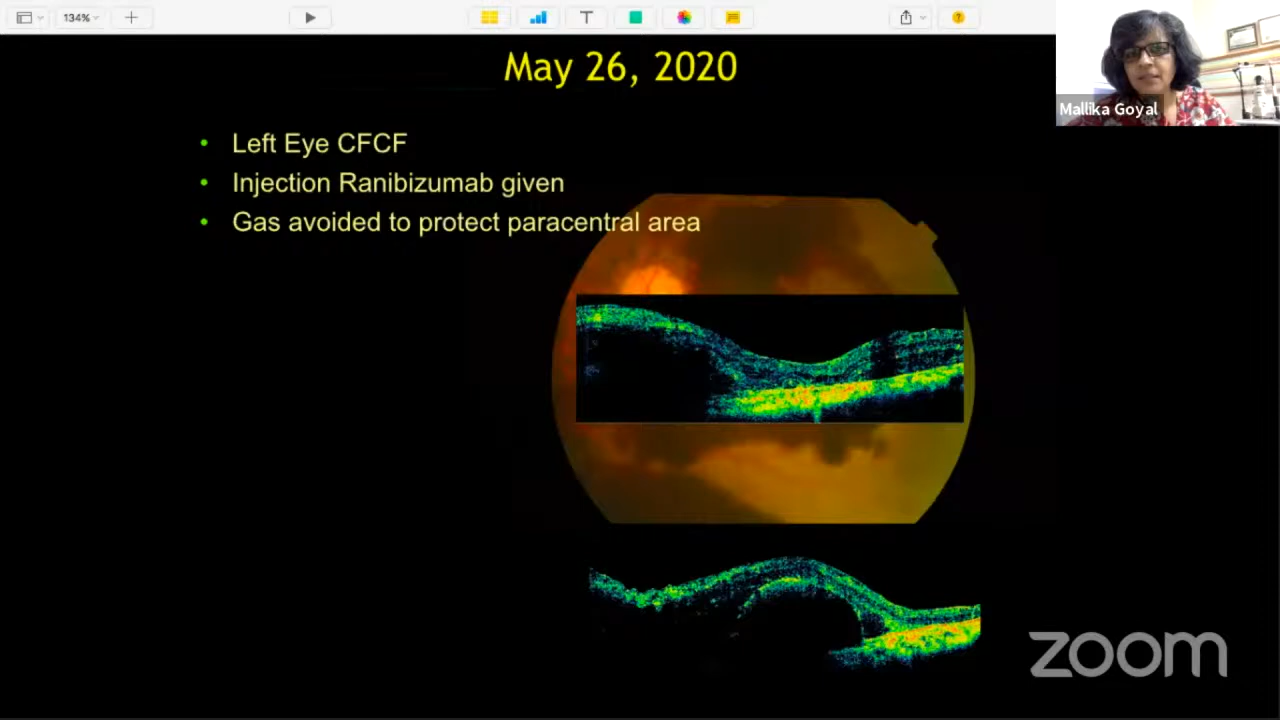 134%
May 26, 2020
Mallika Goyal
• Left Eye CFCF
• Injection Ranibizumab given
• Gas avoided to protect paracentral area
zoom